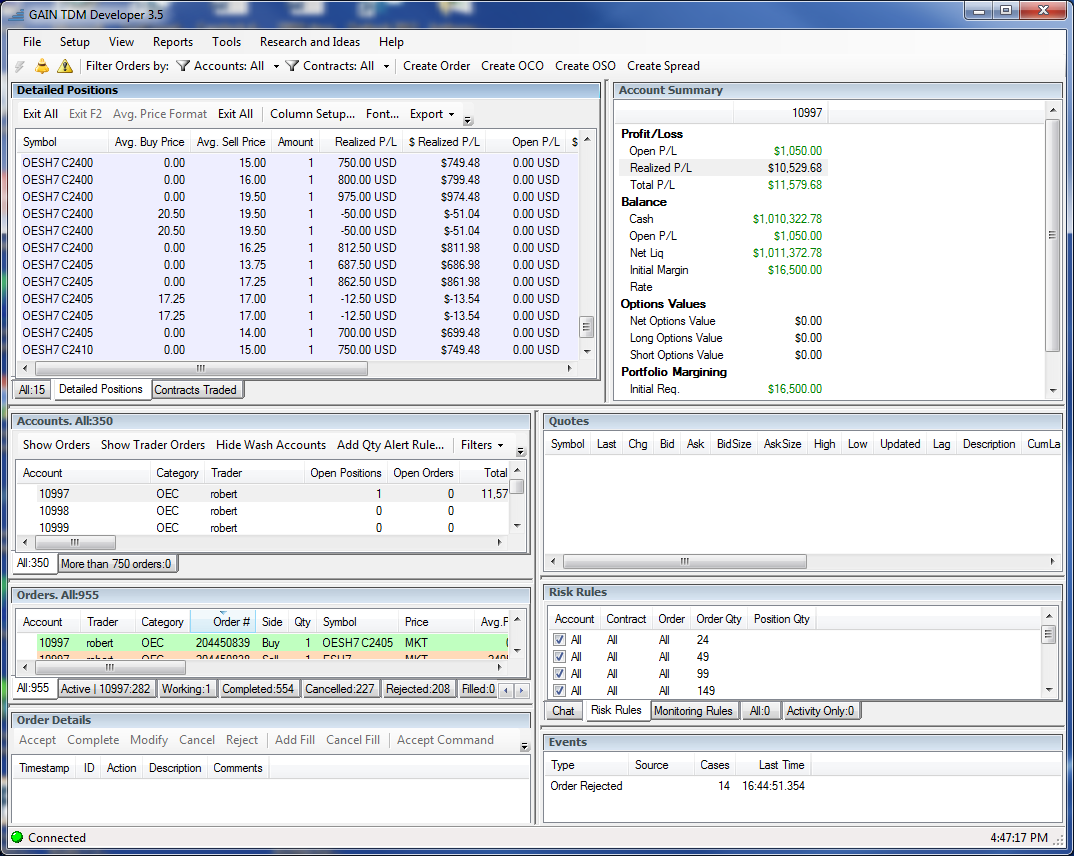 GAIN TDM Developer 3.5
File Setup View Reports Tools Research and Ideas Help
Filter Orders by: Accounts: All Contracts: All Create Order Create OCO Create OSO Create Spread
Detailed Positions
Exit All Exit F2 Avg. Price Format Exit All Column Setup... Font... Export
Symbol Avg. Buy Price Avg. Sell Price Amount Realized P/L $ Realized P/L Open P/L $
OESH7 C2400 0.00 15.00 1 750.00 USD $749.48 0.00 USD
OESH7 C2400 0.00 16.00 1 800.00 USD $799.48 0.00 USD
OESH7 C2400 0.00 19.50 1 975.00 USD $974.48 0.00 USD
OESH7 C2400 20.50 19.50 1 -50.00 USD $-51.04 0.00 USD
OESH7 C2400 20.50 19.50 1 -50.00 USD $-51.04 0.00 USD
OESH7 C2400 0.00 16.25 1 812.50 USD $811.98 0.00 USD
OESH7 C2405 0.00 13.75 1 687.50 USD $686.98 0.00 USD
OESH7 C2405 0.00 17.25 1 862.50 USD $861.98 0.00 USD
OESH7 C2405 17.25 17.00 1 -12.50 USD $-13.54 0.00 USD
OESH7 C2405 17.25 17.00 1 -12.50 USD $-13.54 0.00 USD
OESH7 C2405 0.00 14.00 1 700.00 USD $699.48 0.00 USD
OESH7 C2410 0.00 15.00 1 750.00 USD $749.48 0.00 USD
All:15 Detailed Positions Contracts Traded
Account Summary
10997
Profit/Loss
Open P/L $1,050.00
Realized P/L $10,529.68
Total P/L $11,579.68
Balance
Cash $1,010,322.78
Open P/L $1,050.00
Net Liq $1,011,372.78
Initial Margin $16,500.00
Rate
Options Values
Net Options Value $0.00
Long Options Value $0.00
Short Options Value $0.00
Portfolio Margining
Initial Req. $16,500.00
Accounts. All:350
Show Orders Show Trader Orders Hide Wash Accounts Add Qty Alert Rule... Filters
Account Category Trader Open Positions Open Orders Total
10997 OEC robert 1 0 11,57
10998 OEC robert 0 0
10999 OEC robert 0 0
All:350 More than 750 orders:0
Quotes
Symbol Last Chg Bid Ask BidSize AskSize High Low Updated Lag Description CumLa
Orders. All:955
Account Trader Category Order # Side Qty Symbol Price Avg.F
10997 robert OEC 204450839 Buy 1 OESH7 C2405 MKT
10997 robert OEC 204450838 Sell 1 ESH7 MKT
All:955 Active | 10997:282 Working:1 Completed:554 Cancelled:227 Rejected:208 Filled:0
Risk Rules
Account Contract Order Order Qty Position Qty
All All All 24
All All All 49
All All All 99
All All All 149
Chat Risk Rules Monitoring Rules All:0 Activity Only:0
Order Details
Accept Complete Modify Cancel Reject Add Fill Cancel Fill Accept Command
Timestamp ID Action Description Comments
Events
Type Source Cases Last Time
Order Rejected 14 16:44:51.354
Connected 4:47:17 PM